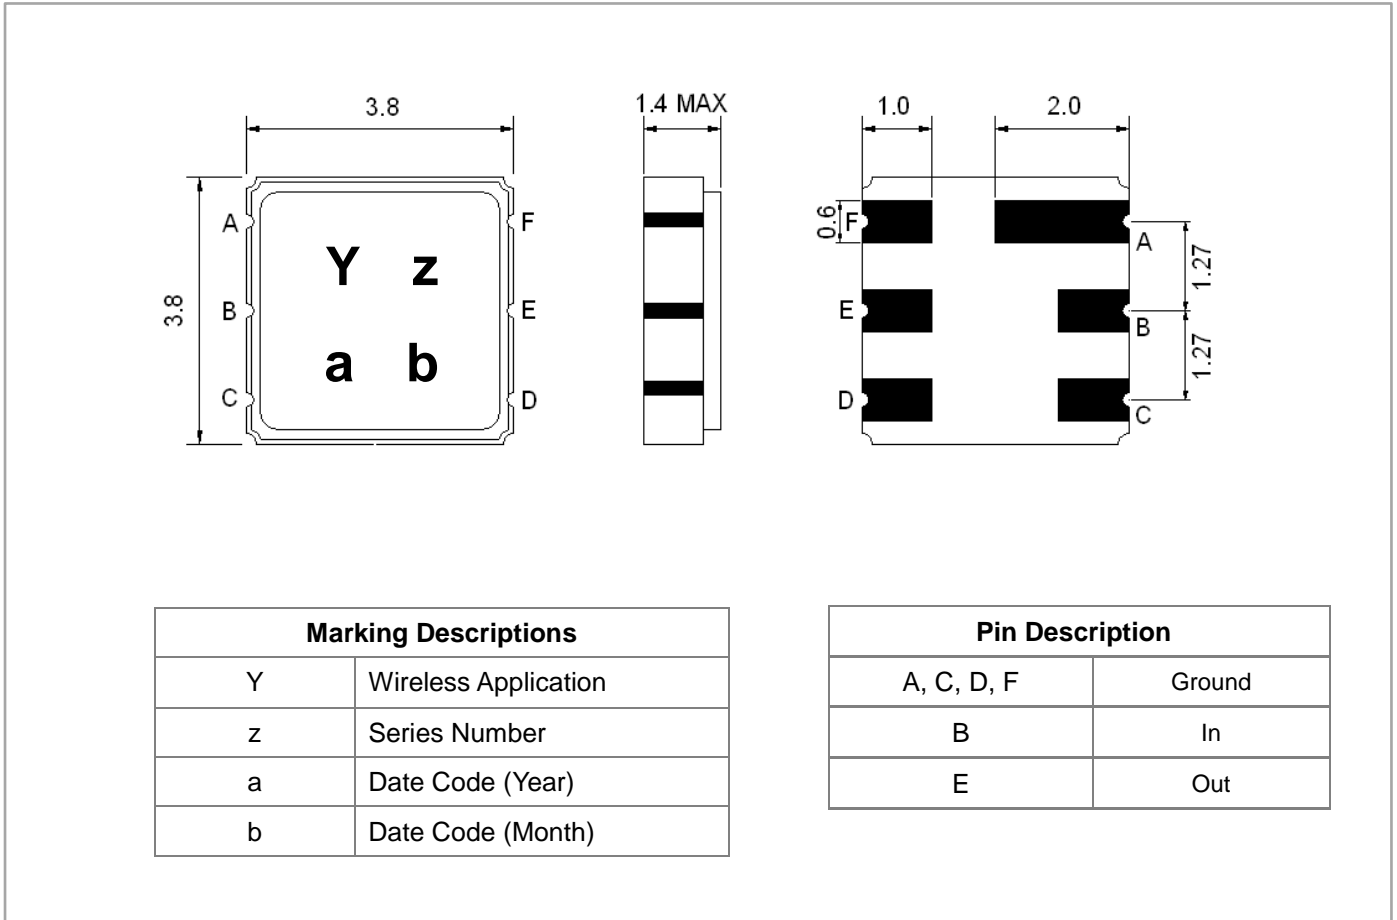 3.8
1.4 MAX
1.0
2.0
A
F
0.6
F
A
Y z
1.27
3.8
B
E
E
B
a b
1.27
C
D
D
C
Marking Descriptions
Y Wireless Application
z Series Number
a Date Code (Year)
b Date Code (Month)
Pin Description
A, C, D, F Ground
B In
E Out